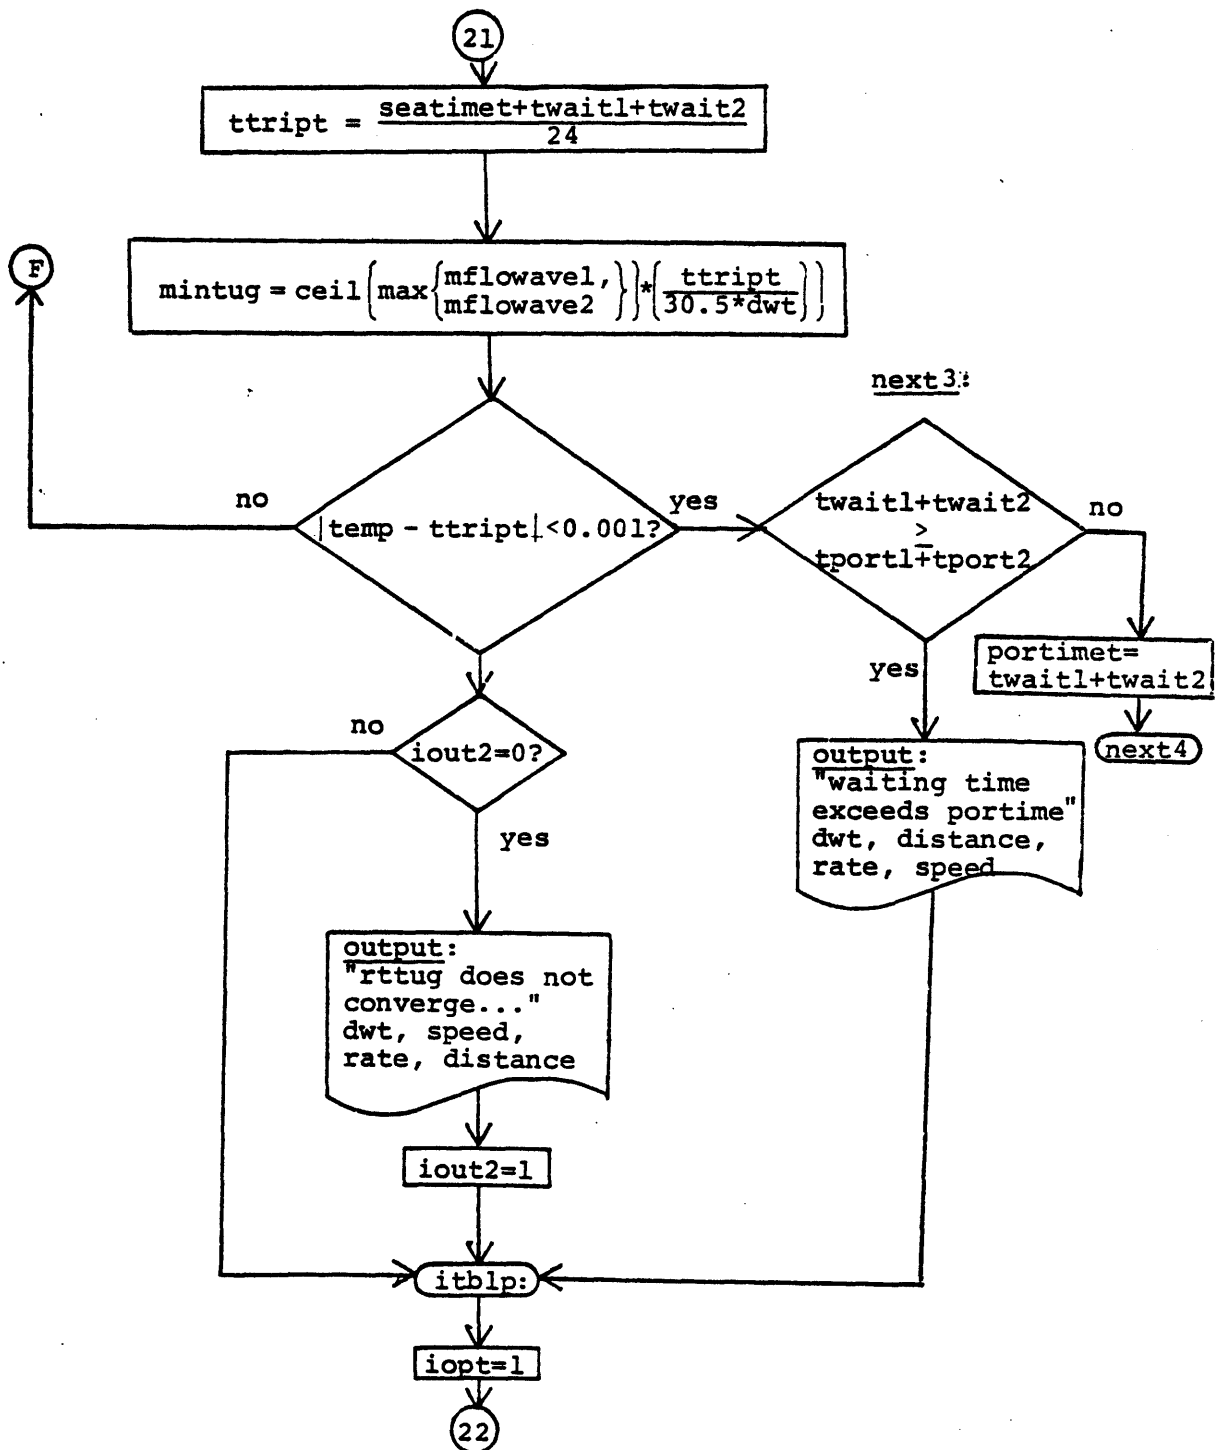 21
ttript = seatimet+twait1+twait2
24
F
mintug = ceil{max{mflowave1,
mflowave2}}*{ttript
30.5*dwt}}
next3:
no
|temp - ttript|<0.001?
yes
twait1+twait2
≥
tport1+tport2
no
portimet=
twait1+twait2
yes
next4
no
iout2=0?
output:
"waiting time
exceeds portime"
dwt, distance,
rate, speed
yes
output:
"rttug does not
converge..."
dwt, speed,
rate, distance
iout2=1
itblp:
iopt=1
22